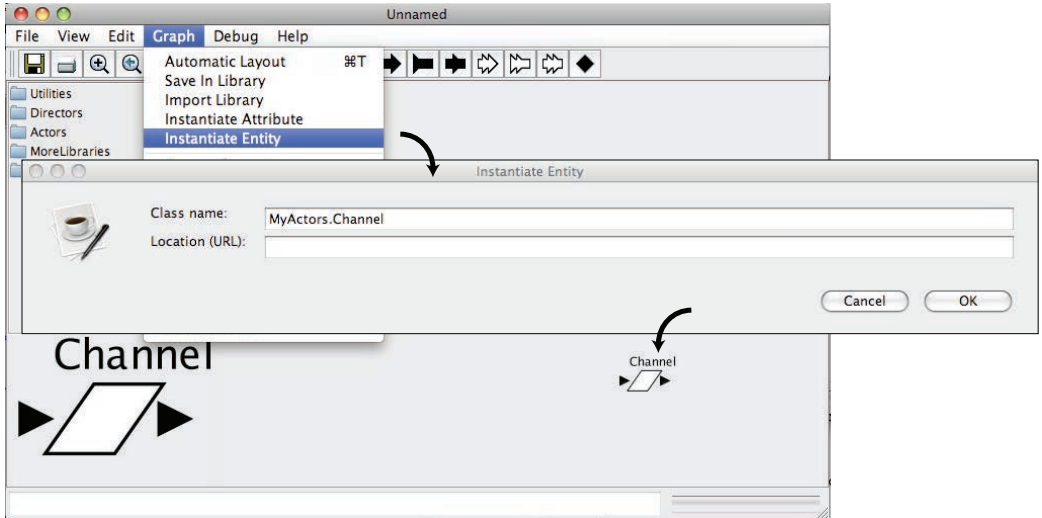 Unnamed
File View Edit Graph Debug Help
Automatic Layout ⌘T
Save In Library
Import Library
Instantiate Attribute
Instantiate Entity
Utilities
Directors
Actors
MoreLibraries
Instantiate Entity
Class name: MyActors.Channel
Location (URL):
Cancel OK
Channel
Channel